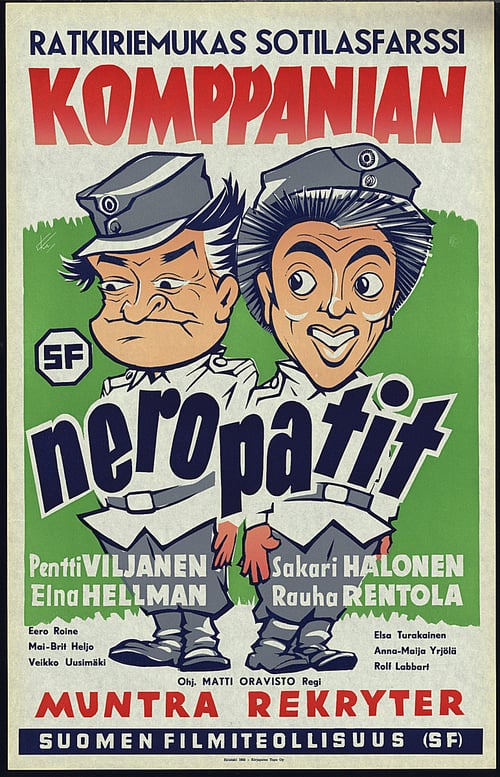 RATKIRIEMUKAS SOTILASFARSSI
KOMPPANIAN
SF
neropatit
Pentti VILJANEN
Elna HELLMAN
Sakari HALONEN
Rauha RENTOLA
Eero Roine
Mai-Brit Heljo
Veikko Uusimäki
Elsa Turakainen
Anna-Maija Yrjölä
Rolf Labbart
Ohj. MATTI ORAVISTO Regi
MUNTRA REKRYTER
SUOMEN FILMITEOLLISUUS (SF)